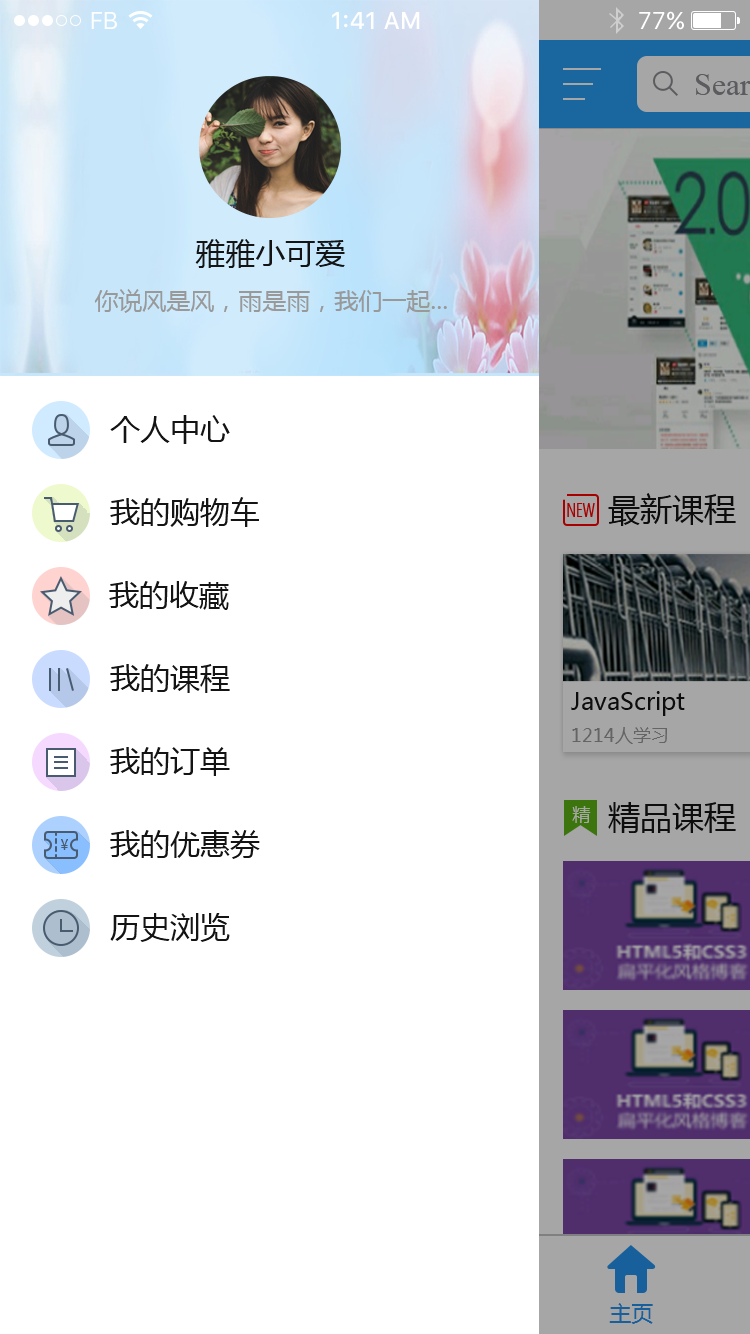 FB
1:41 AM
77%
Sear
雅雅小可爱
你说风是风，雨是雨，我们一起...
2.0
个人中心
我的购物车
我的收藏
我的课程
我的订单
我的优惠券
历史浏览
NEW 最新课程
JavaScript
1214人学习
精 精品课程
HTML5和CSS3
扁平化风格博客
HTML5和CSS3
扁平化风格博客
主页